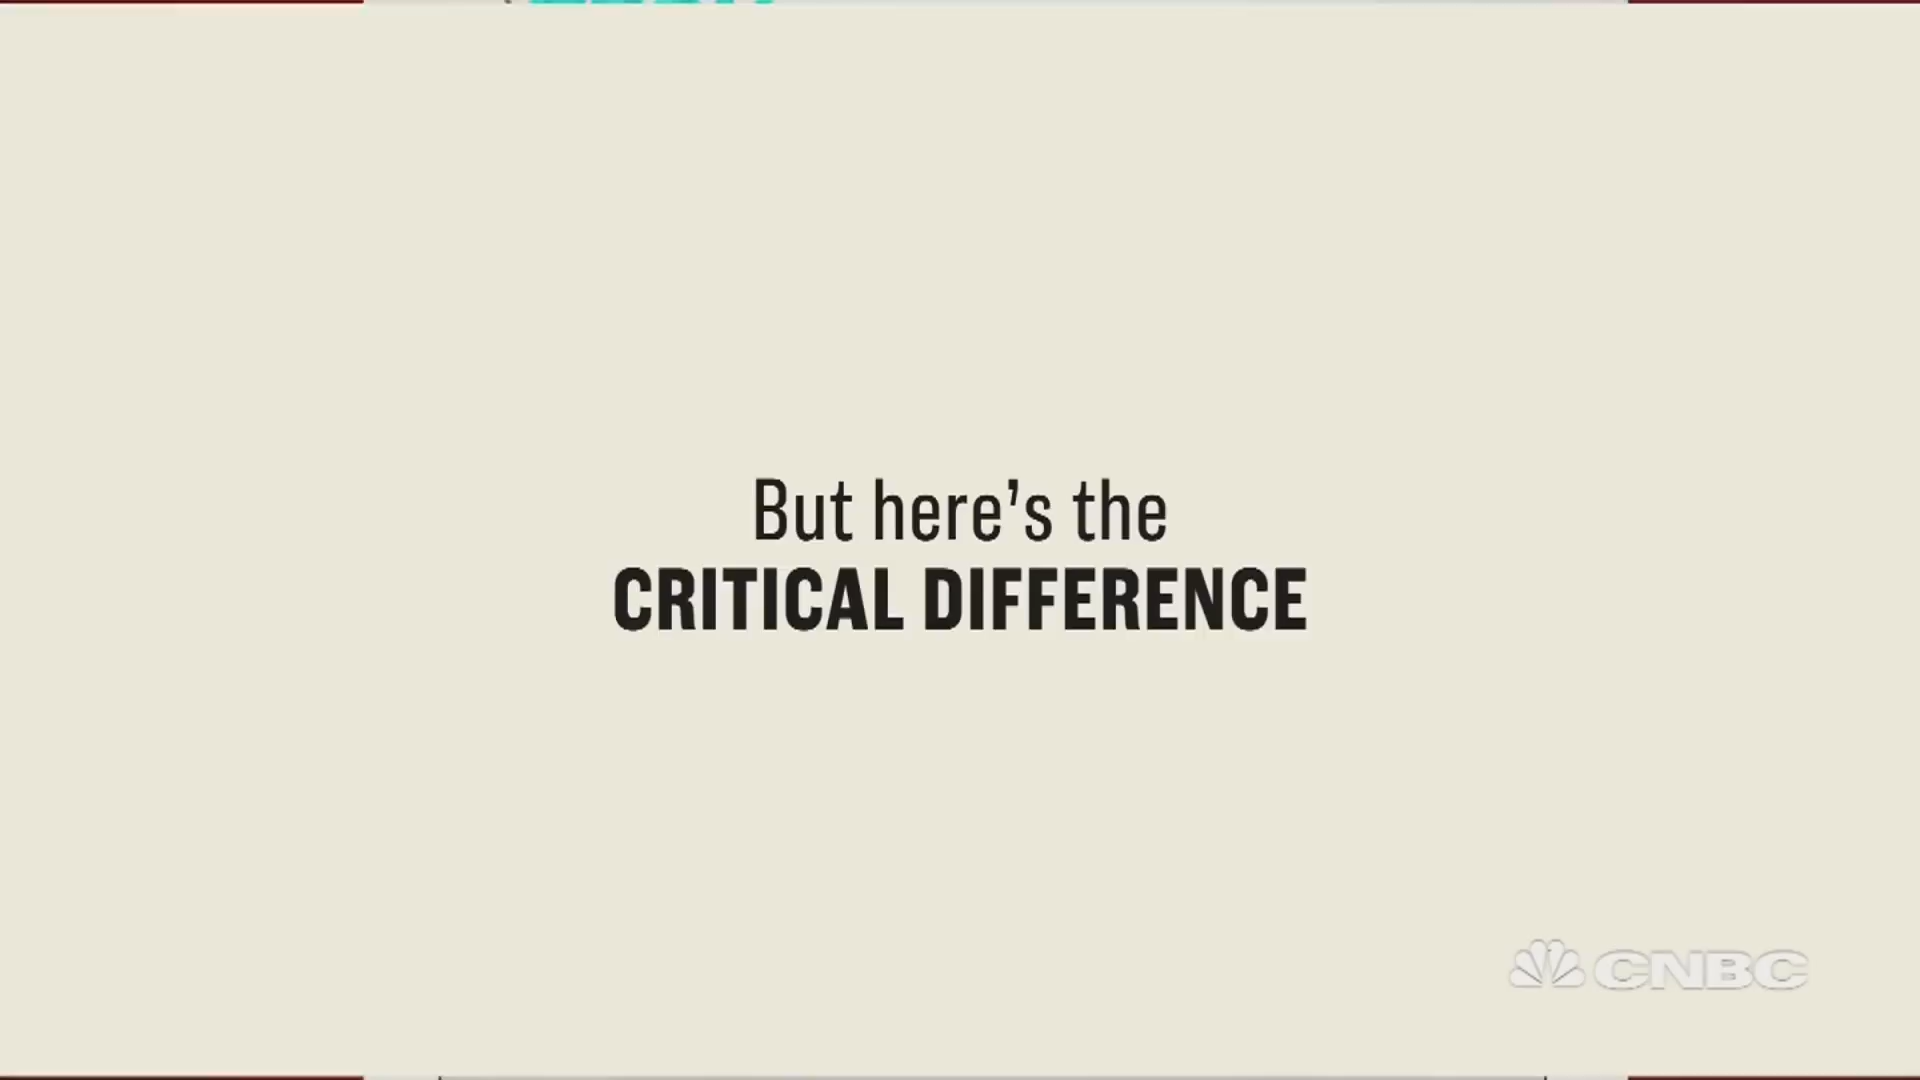 But here’s the
CRITICAL DIFFERENCE
CNBC